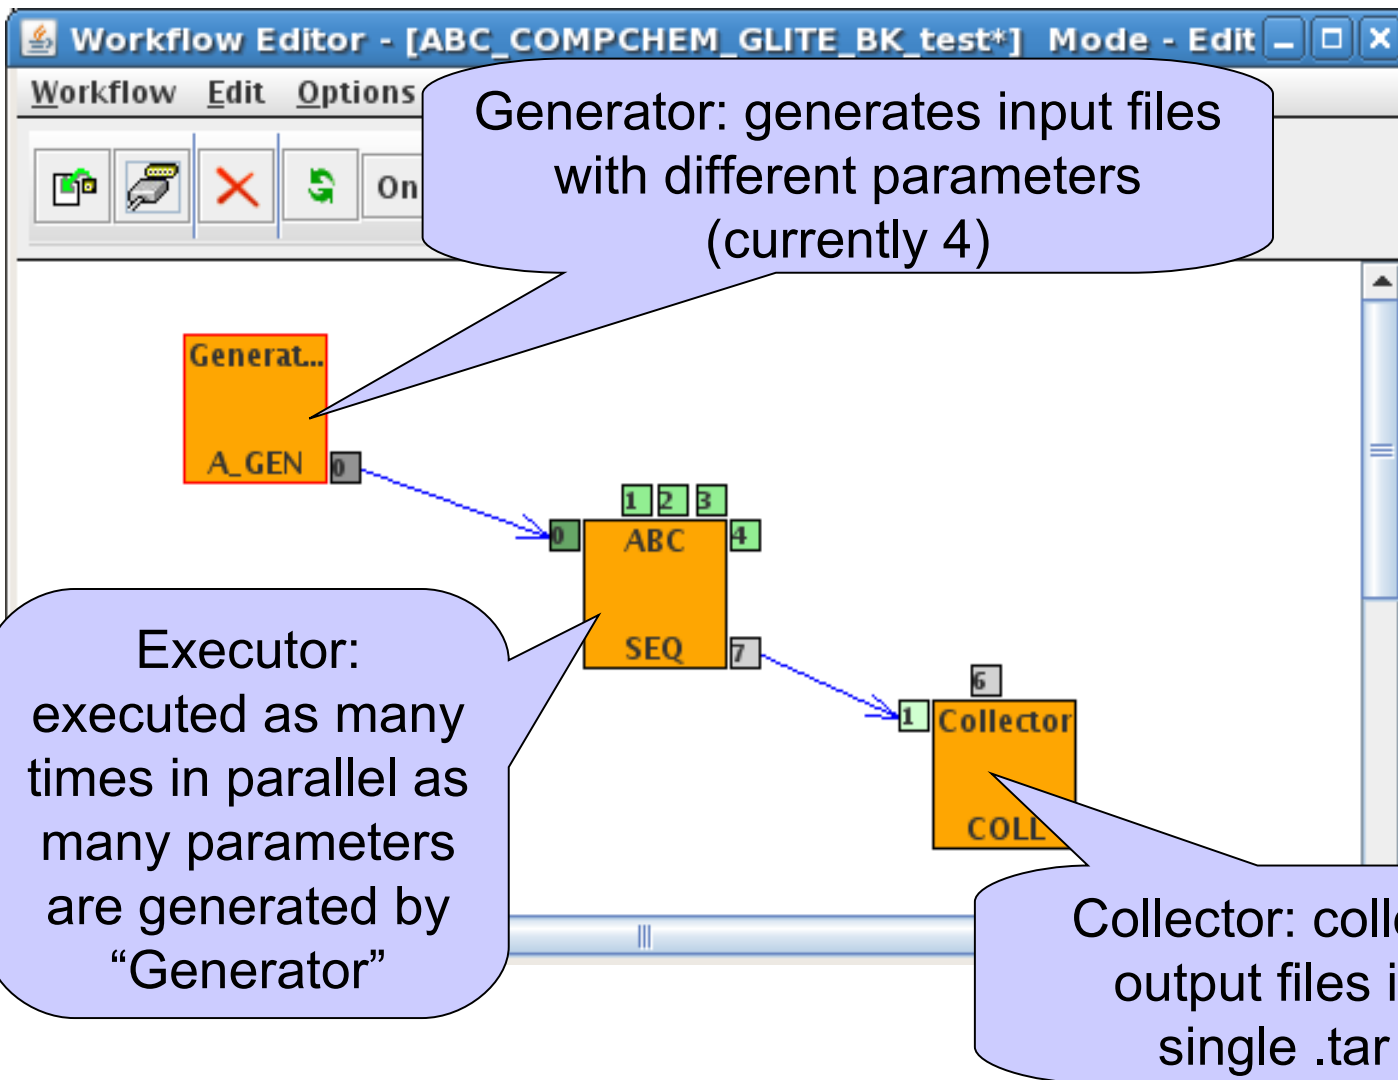 Workflow Editor - [ABC_COMPCHEM_GLITE_BK_test*] Mode - Edit
Workflow Edit Options
On
Generator: generates input files
with different parameters
(currently 4)
Generat...
A_GEN
0
1 2 3
0 ABC 4
SEQ 7
6
1 Collector
COLL
Executor:
executed as many
times in parallel as
many parameters
are generated by
“Generator”
Collector:
output files
single .tar